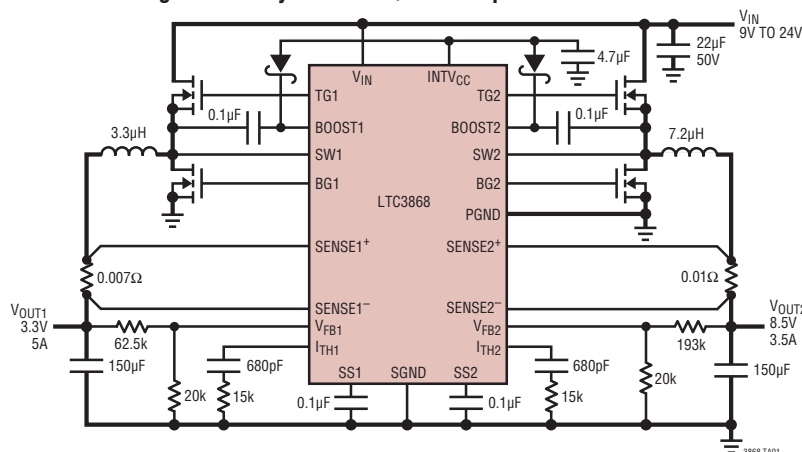 V_IN
9V TO 24V
22µF
50V
4.7µF
V_IN
INTV_CC
TG1
TG2
0.1µF
BOOST1
BOOST2
0.1µF
3.3µH
7.2µH
SW1
SW2
BG1
BG2
LTC3868
PGND
SENSE1+
SENSE2+
0.007Ω
0.01Ω
SENSE1–
SENSE2–
V_OUT1
3.3V
5A
62.5k
V_FB1
V_FB2
193k
V_OUT2
8.5V
3.5A
150µF
680pF
I_TH1
I_TH2
680pF
150µF
20k
15k
SS1
SGND
SS2
0.1µF
0.1µF
15k
20k
3868 TA01